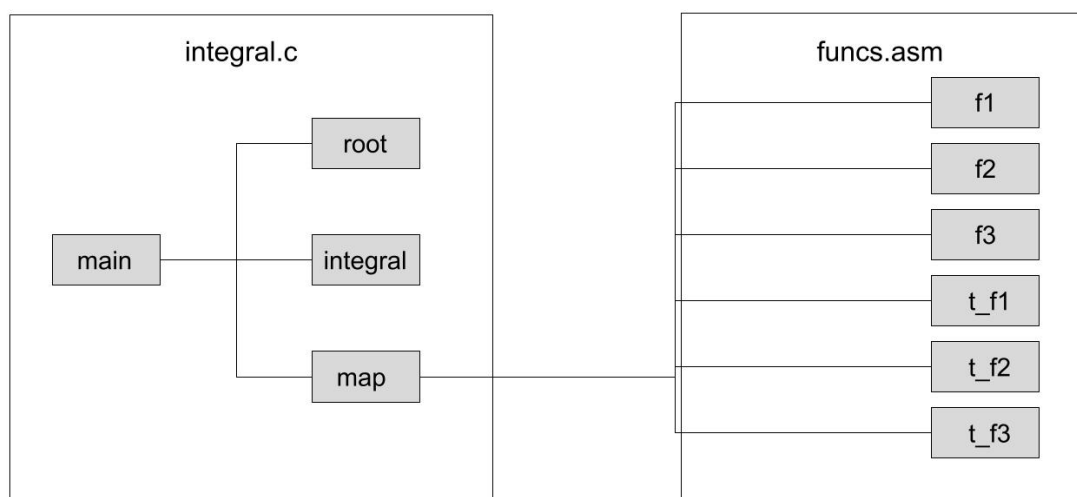 integral.c
root
main
integral
map
funcs.asm
f1
f2
f3
t_f1
t_f2
t_f3